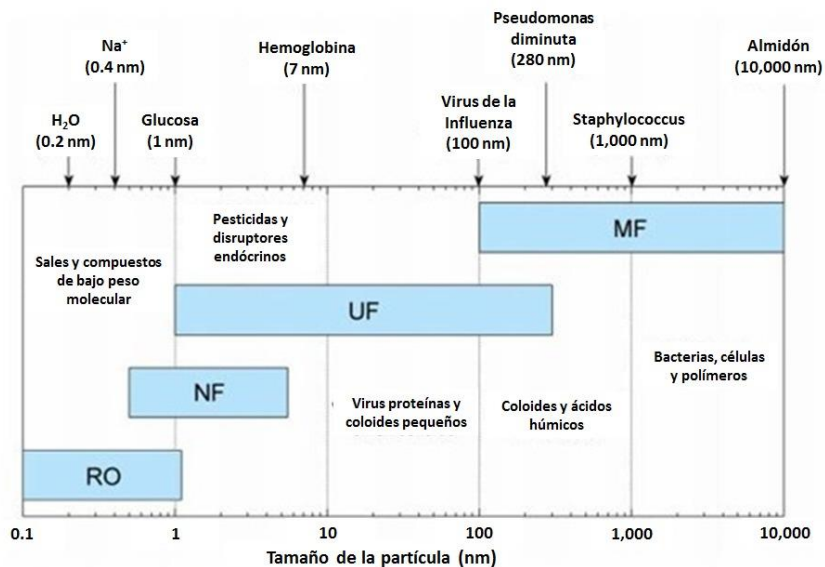 Na⁺
(0.4 nm)
Hemoglobina
(7 nm)
Pseudomonas
diminuta
(280 nm)
Almidón
(10,000 nm)
H₂O
(0.2 nm)
Glucosa
(1 nm)
Virus de la
Influenza
(100 nm)
Staphylococcus
(1,000 nm)
Pesticidas y
disruptores
endócrinos
MF
Sales y compuestos
de bajo peso
molecular
UF
Bacterias, células
y polímeros
NF
Virus proteínas y
coloides pequeños
Coloides y ácidos
húmicos
RO
0.1
1
10
100
1,000
10,000
Tamaño de la partícula (nm)